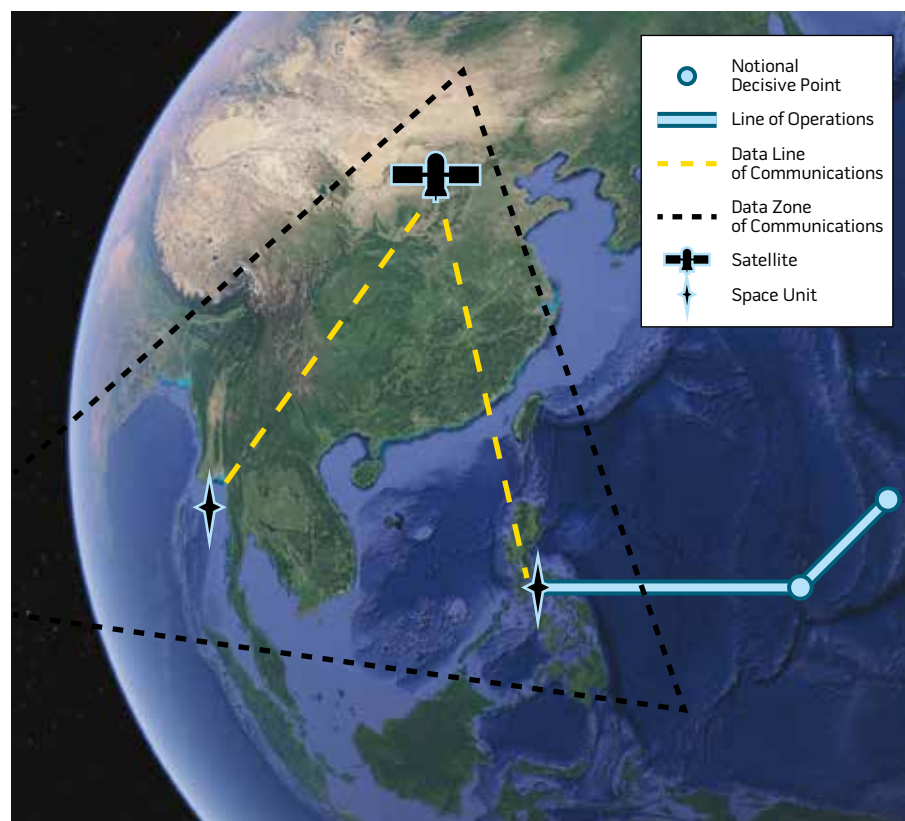 Notional
Decisive Point
Line of Operations
Data Line
of Communications
Data Zone
of Communications
Satellite
Space Unit